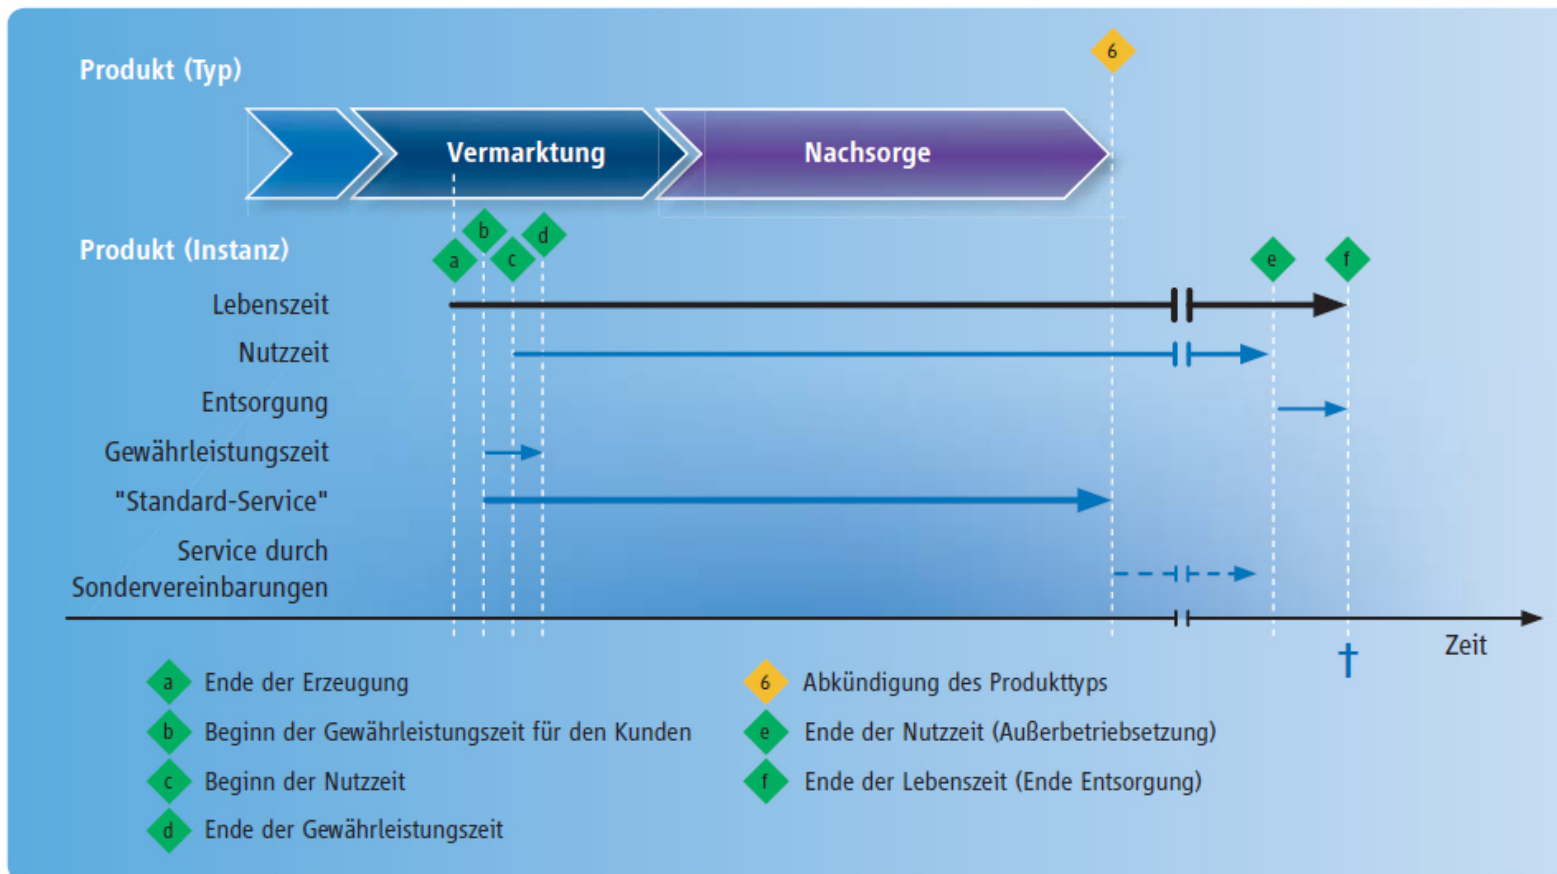 Produkt (Typ)
6
Vermarktung
Nachsorge
Produkt (Instanz)
a
b
c
d
e
f
Lebenszeit
Nutzzeit
Entsorgung
Gewährleistungszeit
"Standard-Service"
Service durch
Sondervereinbarungen
Zeit
†
a Ende der Erzeugung
b Beginn der Gewährleistungszeit für den Kunden
c Beginn der Nutzzeit
d Ende der Gewährleistungszeit
6 Abkündigung des Produkttyps
e Ende der Nutzzeit (Außerbetriebsetzung)
f Ende der Lebenszeit (Ende Entsorgung)